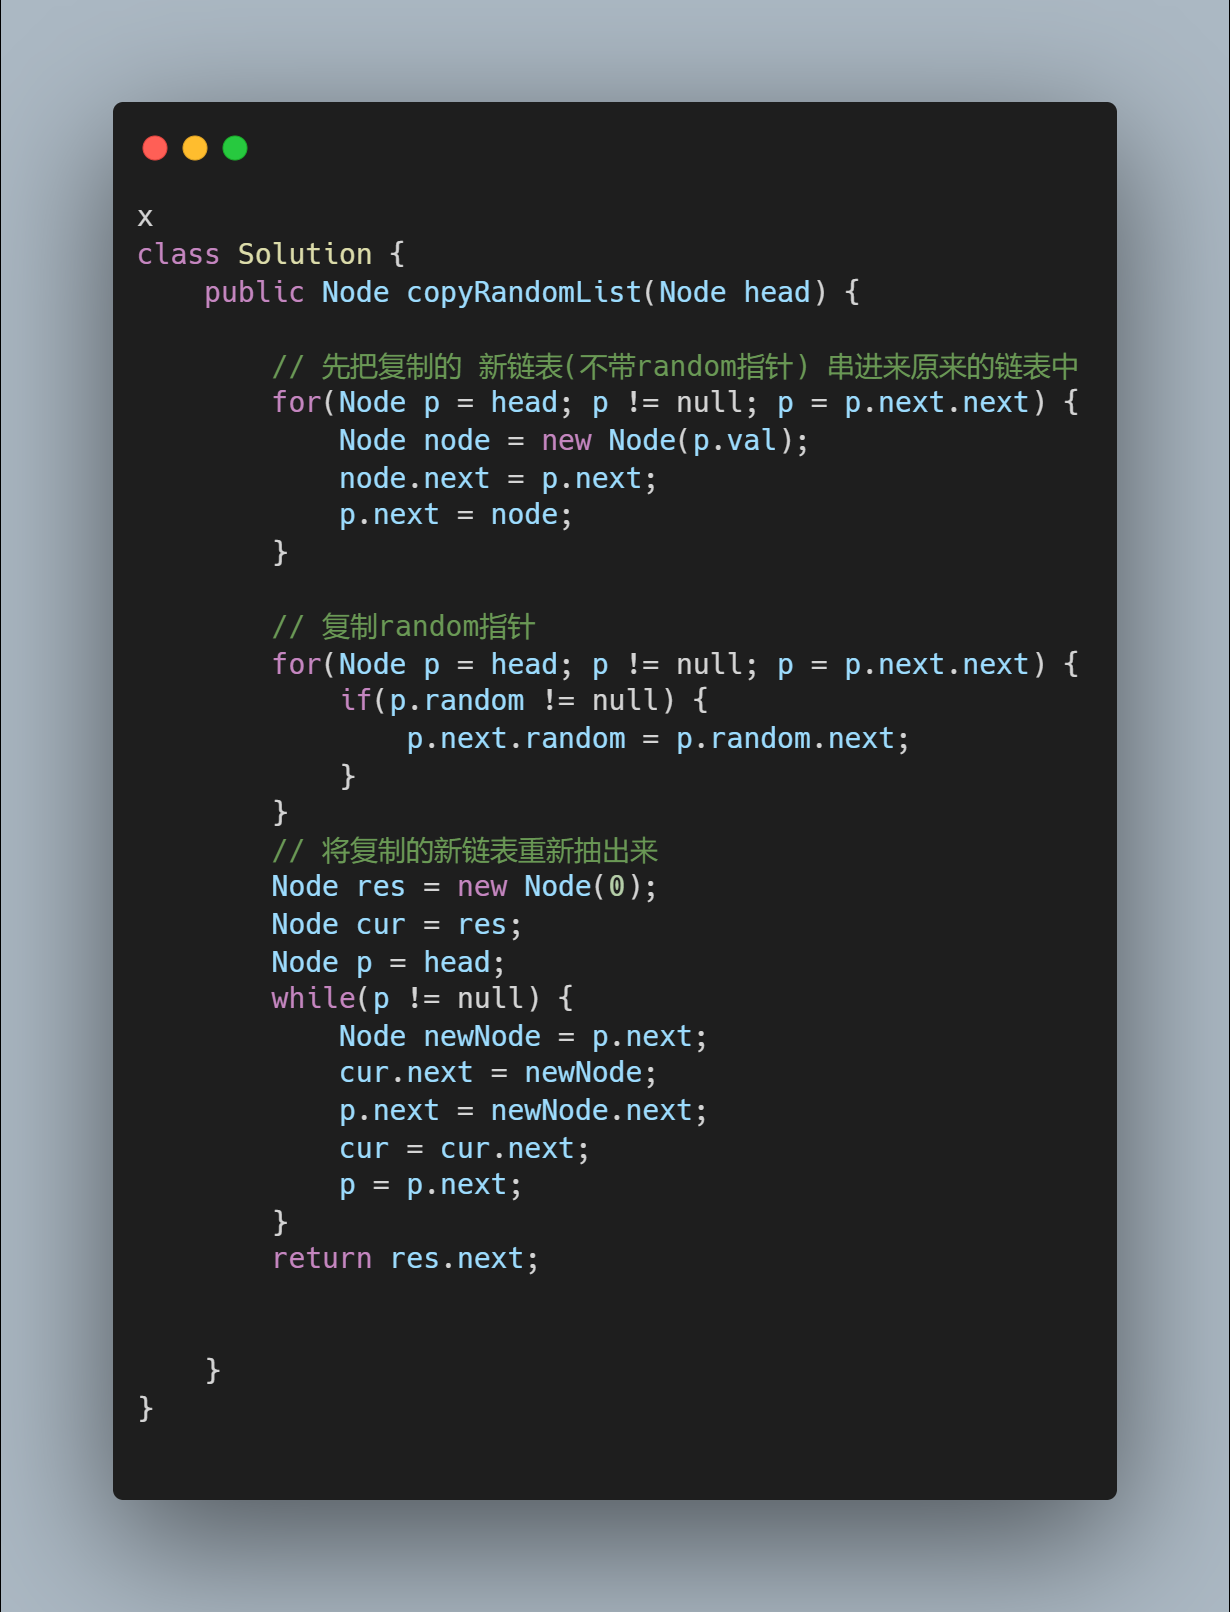 x
class Solution {
    public Node copyRandomList(Node head) {

        // 先把复制的 新链表(不带random指针) 串进来原来的链表中
        for(Node p = head; p != null; p = p.next.next) {
            Node node = new Node(p.val);
            node.next = p.next;
            p.next = node;
        }

        // 复制random指针
        for(Node p = head; p != null; p = p.next.next) {
            if(p.random != null) {
                p.next.random = p.random.next;
            }
        }
        // 将复制的新链表重新抽出来
        Node res = new Node(0);
        Node cur = res;
        Node p = head;
        while(p != null) {
            Node newNode = p.next;
            cur.next = newNode;
            p.next = newNode.next;
            cur = cur.next;
            p = p.next;
        }
        return res.next;


    }
}